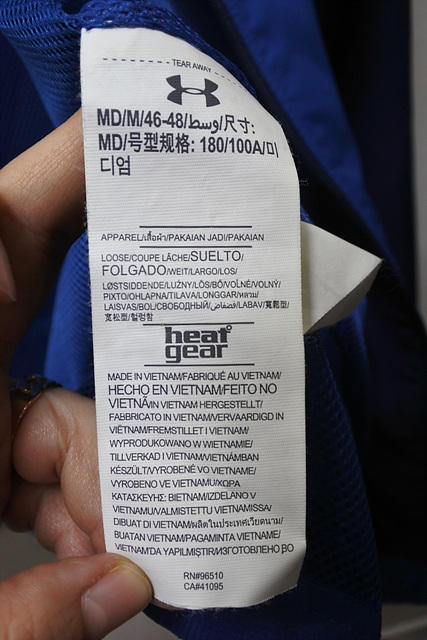 TEAR AWAY
MD/M/46-48/وسط/尺寸:
MD/号型规格: 180/100A/미
디엄
APPAREL/เสื้อผ้า/PAKAIAN JADI/PAKAIAN
LOOSE/COUPE LÂCHE/SUELTO/
FOLGADO/WEIT/LARGO/LOS/
LØSTSIDDENDE/LUŹNY/LÖS/BŐ/VOLNÉ/VOLNÝ/
PIXTO/OHLAPNA/TILAVA/LONGGAR/หลวม/
LAISVAS/BOL/СВОБОДНЫЙ/فضفاض/LABAV/寬鬆型/
宽松型/헐렁함
heat
gear
MADE IN VIETNAM/FABRIQUÉ AU VIETNAM/
HECHO EN VIETNAM/FEITO NO
VIETNÃ/IN VIETNAM HERGESTELLT/
FABBRICATO IN VIETNAM/VERVAARDIGD IN
VIËTNAM/FREMSTILLET I VIETNAM/
WYPRODUKOWANO W WIETNAMIE/
TILLVERKAD I VIETNAM/VIETNÁMBAN
KÉSZÜLT/VYROBENÉ VO VIETNAME/
VYROBENO VE VIETNAMU/ΧΩΡΑ
ΚΑΤΑΣΚΕΥΗΣ: ΒΙΕΤΝΑΜ/IZDELANO V
VIETNAMU/VALMISTETTU VIETNAMISSA/
DIBUAT DI VIETNAM/ผลิตในประเทศเวียดนาม/
BUATAN VIETNAM/PAGAMINTA VIETNAME/
VIETNAM'DA YAPILMIŞTIR/ИЗГОТОВЛЕНО ВО
RN#96510
CA#41095